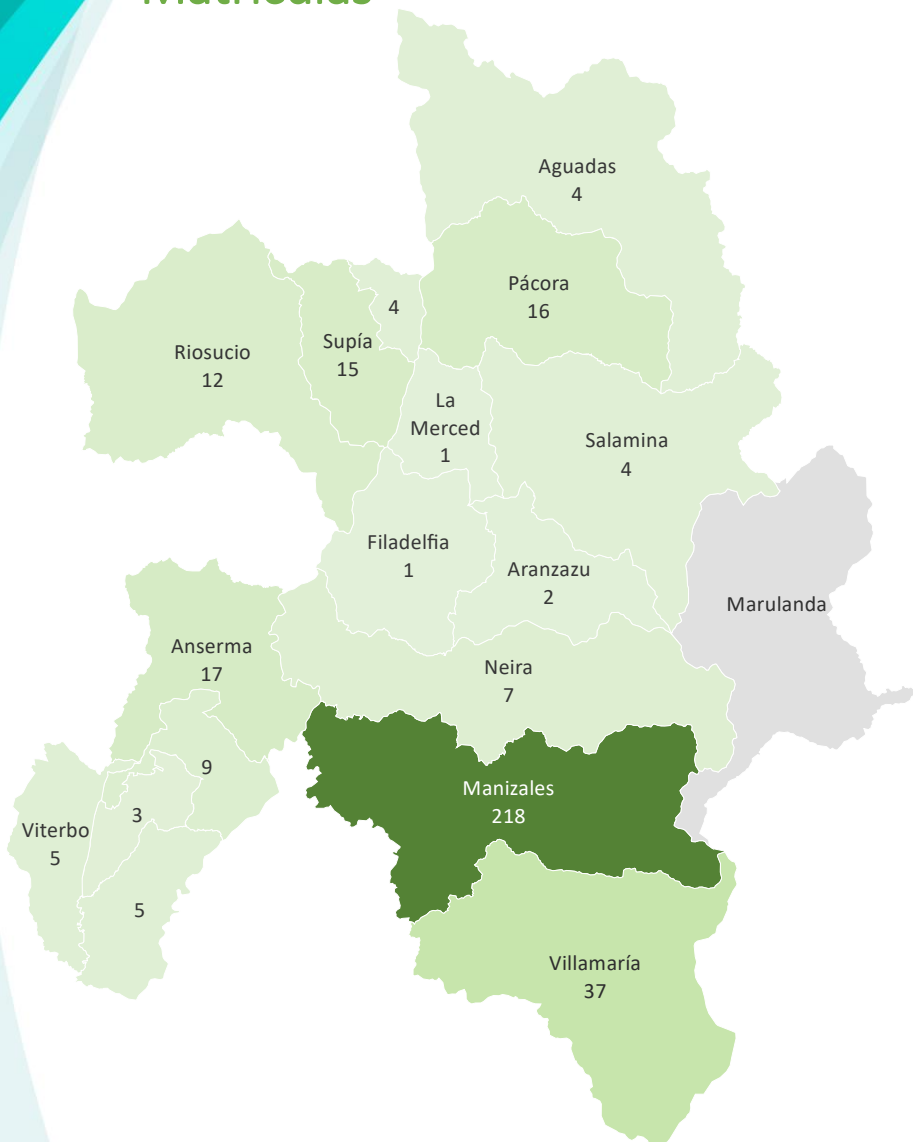 Matrículas
Aguadas
4
Pácora
16
4
Supía
15
Riosucio
12
La
Merced
1
Salamina
4
Filadelfia
1
Aranzazu
2
Marulanda
Anserma
17
Neira
7
9
Manizales
218
3
Viterbo
5
5
Villamaría
37